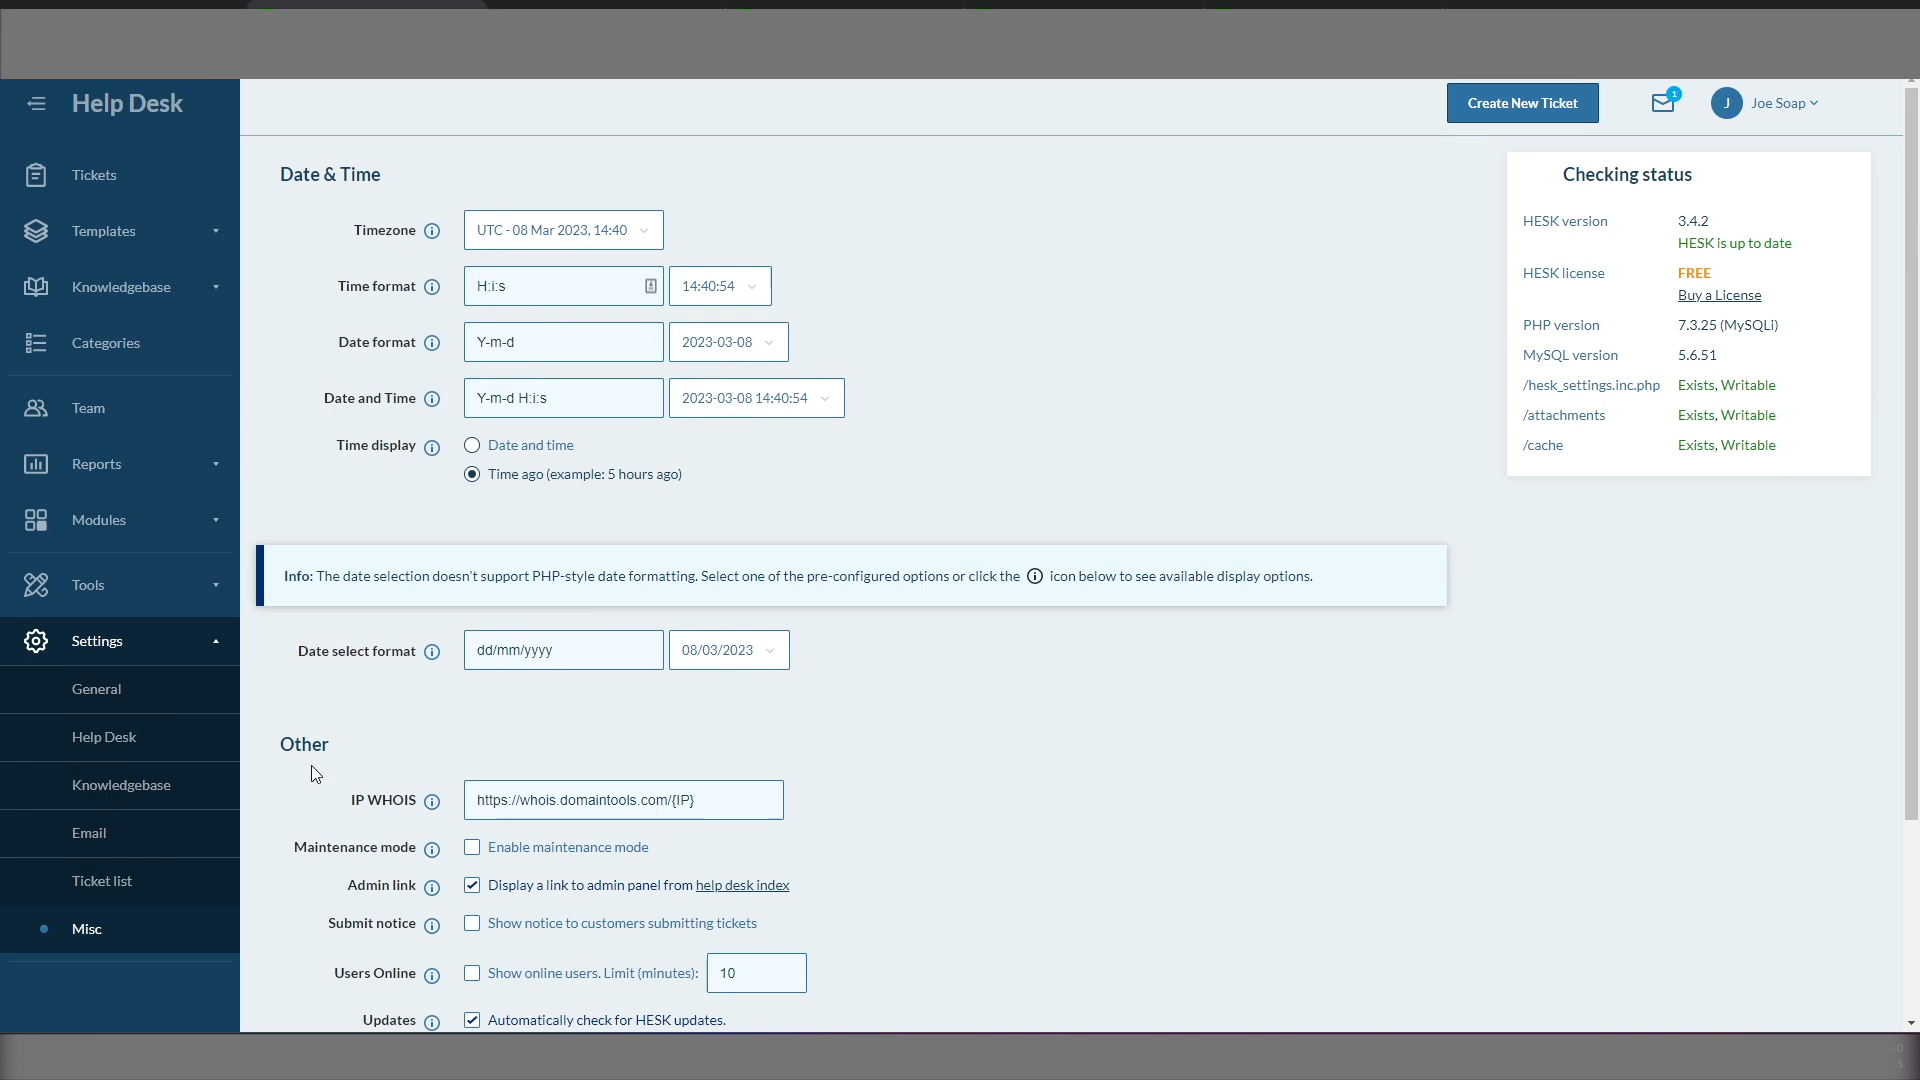 Help Desk
Create New Ticket
1
J
Joe Soap
Tickets
Templates
Knowledgebase
Categories
Team
Reports
Modules
Tools
Settings
General
Help Desk
Knowledgebase
Email
Ticket list
Misc
Date & Time
Timezone UTC - 08 Mar 2023, 14:40
Time format H:i:s 14:40:54
Date format Y-m-d 2023-03-08
Date and Time Y-m-d H:i:s 2023-03-08 14:40:54
Time display Date and time
Time ago (example: 5 hours ago)
Info: The date selection doesn't support PHP-style date formatting. Select one of the pre-configured options or click the icon below to see available display options.
Date select format dd/mm/yyyy 08/03/2023
Other
IP WHOIS https://whois.domaintools.com/{IP}
Maintenance mode Enable maintenance mode
Admin link Display a link to admin panel from help desk index
Submit notice Show notice to customers submitting tickets
Users Online Show online users. Limit (minutes): 10
Updates Automatically check for HESK updates.
Checking status
HESK version 3.4.2
HESK is up to date
HESK license FREE
Buy a License
PHP version 7.3.25 (MySQLi)
MySQL version 5.6.51
/hesk_settings.inc.php Exists, Writable
/attachments Exists, Writable
/cache Exists, Writable